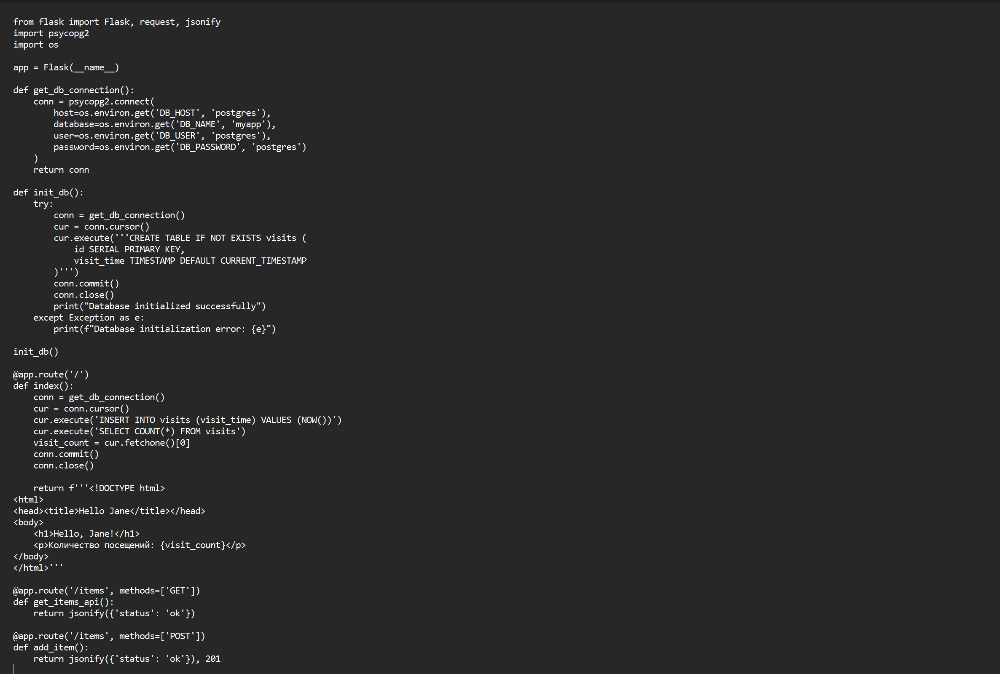 from flask import Flask, request, jsonify
import psycopg2
import os

app = Flask(__name__)

def get_db_connection():
    conn = psycopg2.connect(
        host=os.environ.get('DB_HOST', 'postgres'),
        database=os.environ.get('DB_NAME', 'myapp'),
        user=os.environ.get('DB_USER', 'postgres'),
        password=os.environ.get('DB_PASSWORD', 'postgres')
    )
    return conn

def init_db():
    try:
        conn = get_db_connection()
        cur = conn.cursor()
        cur.execute('''CREATE TABLE IF NOT EXISTS visits (
            id SERIAL PRIMARY KEY,
            visit_time TIMESTAMP DEFAULT CURRENT_TIMESTAMP
        )''')
        conn.commit()
        conn.close()
        print("Database initialized successfully")
    except Exception as e:
        print(f"Database initialization error: {e}")

init_db()

@app.route('/')
def index():
    conn = get_db_connection()
    cur = conn.cursor()
    cur.execute('INSERT INTO visits (visit_time) VALUES (NOW())')
    cur.execute('SELECT COUNT(*) FROM visits')
    visit_count = cur.fetchone()[0]
    conn.commit()
    conn.close()

    return f'''<!DOCTYPE html>
<html>
<head><title>Hello Jane</title></head>
<body>
    <h1>Hello, Jane!</h1>
    <p>Количество посещений: {visit_count}</p>
</body>
</html>'''

@app.route('/items', methods=['GET'])
def get_items_api():
    return jsonify({'status': 'ok'})

@app.route('/items', methods=['POST'])
def add_item():
    return jsonify({'status': 'ok'}), 201